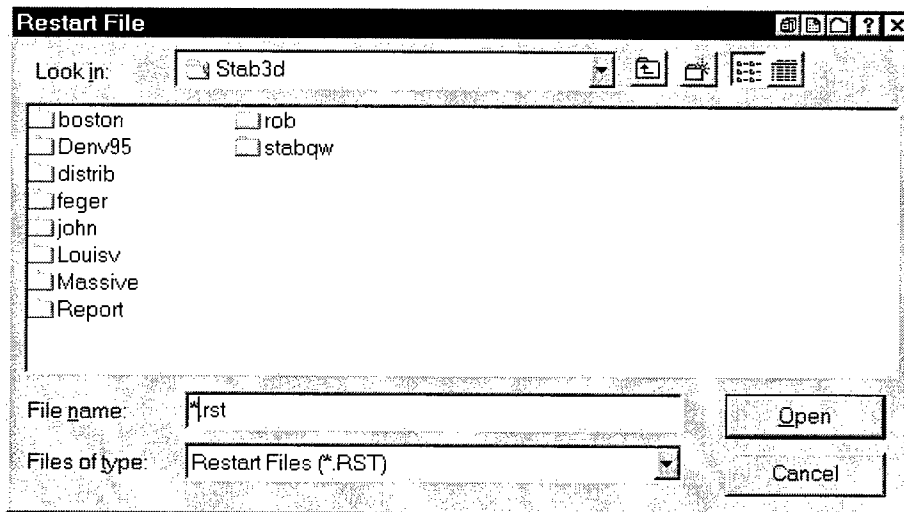 Restart File
Look in: Stab3d
boston
Denv95
distrib
feger
john
Louisv
Massive
Report
rob
stabqw
File name: *.rst
Open
Files of type: Restart Files (*.RST)
Cancel